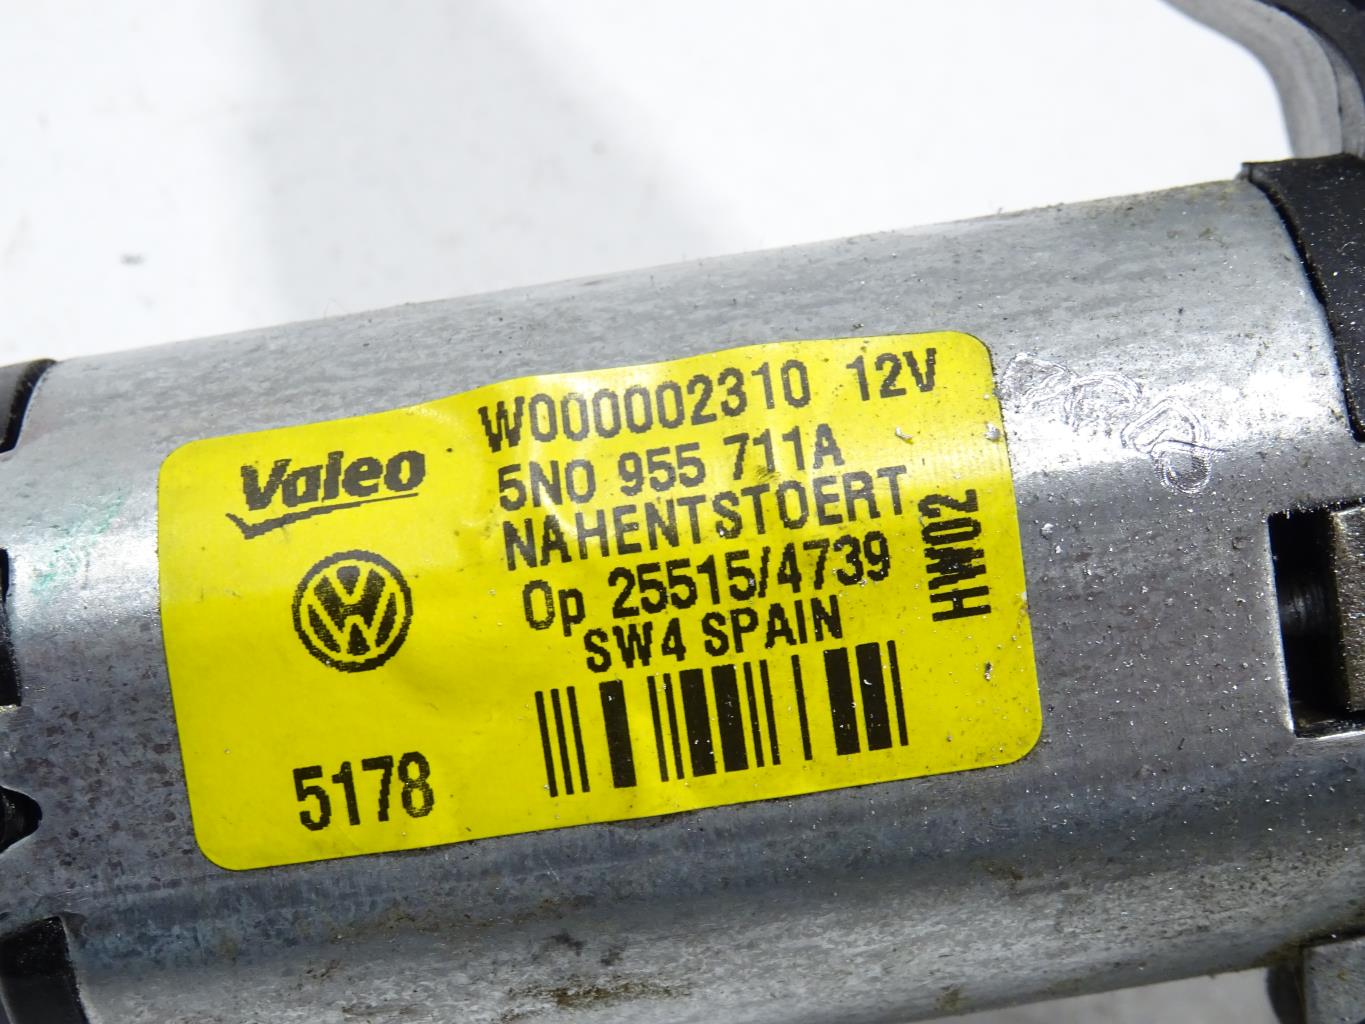 Valeo
W000002310 12V
5N0 955 711A
NAHENTSTOERT
Op 25515/4739
SW4 SPAIN
HW02
5178